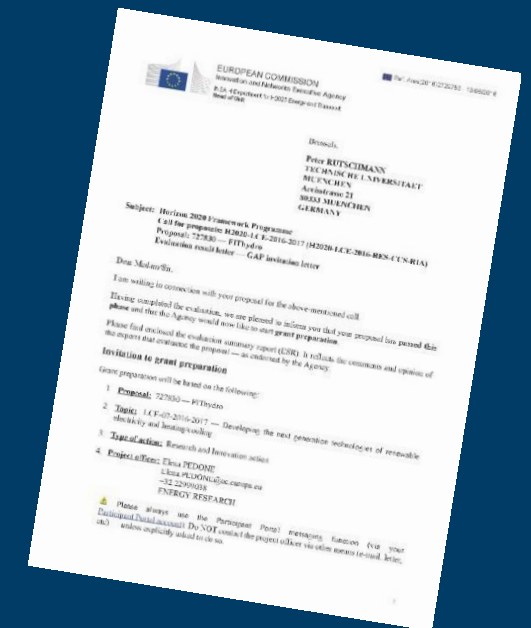 EUROPEAN COMMISSION
Innovation and Networks Executive Agency
Head of Unit
Brussels,
Peter RUTSCHMANN
TECHNISCHE UNIVERSITAET
MUENCHEN
Arcisstrasse 21
80333 MUENCHEN
GERMANY
Subject: Horizon 2020 Framework Programme
Call for proposals: H2020-LCE-2016-2017 (H2020-LCE-2016-RES-CCS-RIA)
Proposal: 727830 — FIThydro
Evaluation result letter — GAP invitation letter
Dear Madam/Sir,
I am writing in connection with your proposal for the above-mentioned call.
Having completed the evaluation, we are pleased to inform you that your proposal has passed this
phase and that the Agency would now like to start grant preparation.
Please find enclosed the evaluation summary report (ESR). It reflects the comments and opinion of
the experts that evaluated the proposal — as endorsed by the Agency.
Invitation to grant preparation
Grant preparation will be based on the following:
1. Proposal: 727830 — FIThydro
2. Topic: LCE-07-2016-2017 — Developing the next generation technologies of renewable
electricity and heating/cooling
3. Type of action: Research and Innovation action
4. Project officer: Elena PEDONE
Elena.PEDONE@ec.europa.eu
ENERGY RESEARCH
Please always use the Participant Portal messaging function (via your
Participant Portal account). Do NOT contact the project officer via other means (e-mail, letter,
etc) unless explicitly asked to do so.